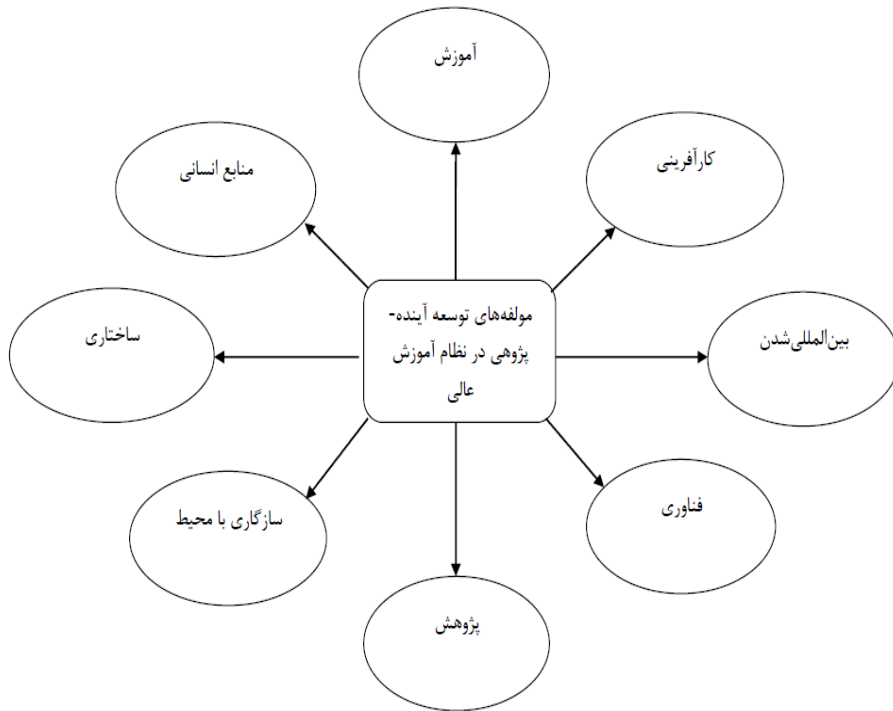 آموزش
کارآفرینی
منابع انسانی
مولفه‌های توسعه آینده-
پژوهی در نظام آموزش
عالی
بین‌المللی‌شدن
ساختاری
فناوری
سازگاری با محیط
پژوهش